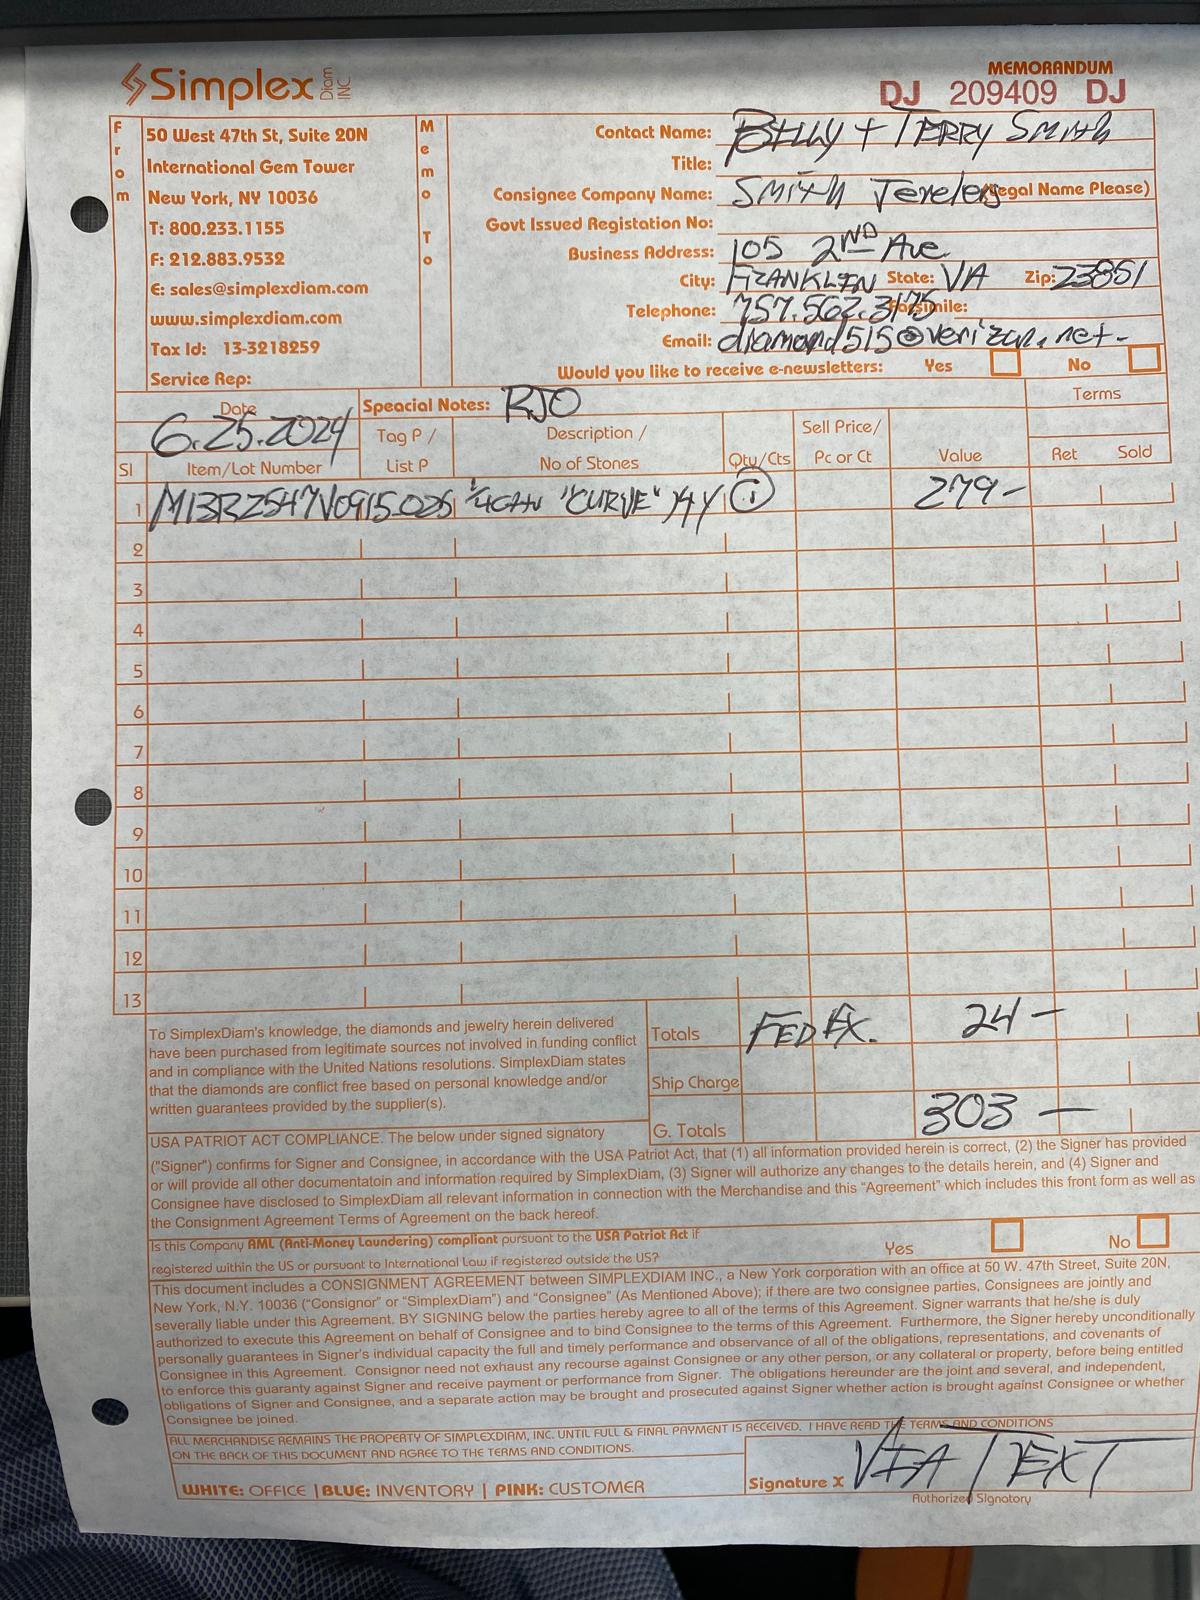 Simplex Diam INC
MEMORANDUM
DJ 209409 DJ
From
50 West 47th St, Suite 20N
International Gem Tower
New York, NY 10036
T: 800.233.1155
F: 212.883.9532
E: sales@simplexdiam.com
www.simplexdiam.com
Tax Id: 13-3218259
Service Rep:
Memo To
Contact Name: BILLY + TERRY SMITH
Title:
Consignee Company Name: SMITH Jewelers (Legal Name Please)
Govt Issued Registration No:
Business Address: 105 2ND Ave
City: FRANKLIN State: VA Zip: 23851
Telephone: 757.562.3175 Facsimile:
Email: diamond515@verizon.net
Would you like to receive e-newsletters: Yes No
Date 6.25.2024
Speacial Notes: RJO
Terms
Sl Item/Lot Number Tag P / List P Description / No of Stones Qty/Cts Sell Price/ Pc or Ct Value Ret Sold
1 1/4 "CURVE" 14Y 1 279-
2
3
4
5
6
7
8
9
10
11
12
13
Totals FED EX. 24-
Ship Charge
G. Totals 303-
To SimplexDiam's knowledge, the diamonds and jewelry herein delivered
have been purchased from legitimate sources not involved in funding conflict
and in compliance with the United Nations resolutions. SimplexDiam states
that the diamonds are conflict free based on personal knowledge and/or
written guarantees provided by the supplier(s).
USA PATRIOT ACT COMPLIANCE. The below under signed signatory
("Signer") confirms for Signer and Consignee, in accordance with the USA Patriot Act, that (1) all information provided herein is correct, (2) the Signer has provided
or will provide all other documentatoin and information required by SimplexDiam, (3) Signer will authorize any changes to the details herein, and (4) Signer and
Consignee have disclosed to SimplexDiam all relevant information in connection with the Merchandise and this "Agreement" which includes this front form as well as
the Consignment Agreement Terms of Agreement on the back hereof.
Is this Company AML (Anti-Money Laundering) compliant pursuant to the USA Patriot Act if
registered within the US or pursuant to International Law if registered outside the US? Yes No
This document includes a CONSIGNMENT AGREEMENT between SIMPLEXDIAM INC., a New York corporation with an office at 50 W. 47th Street, Suite 20N,
New York, N.Y. 10036 ("Consignor" or "SimplexDiam") and "Consignee" (As Mentioned Above); if there are two consignee parties, Consignees are jointly and
severally liable under this Agreement. BY SIGNING below the parties hereby agree to all of the terms of this Agreement. Signer warrants that he/she is duly
authorized to execute this Agreement on behalf of Consignee and to bind Consignee to the terms of this Agreement. Furthermore, the Signer hereby unconditionally
personally guarantees in Signer's individual capacity the full and timely performance and observance of all of the obligations, representations, and covenants of
Consignee in this Agreement. Consignor need not exhaust any recourse against Consignee or any other person, or any collateral or property, before being entitled
to enforce this guaranty against Signer and receive payment or performance from Signer. The obligations hereunder are the joint and several, and independent,
obligations of Signer and Consignee, and a separate action may be brought and prosecuted against Signer whether action is brought against Consignee or whether
Consignee be joined.
ALL MERCHANDISE REMAINS THE PROPERTY OF SIMPLEXDIAM, INC. UNTIL FULL & FINAL PAYMENT IS RECEIVED. I HAVE READ THE TERMS AND CONDITIONS
ON THE BACK OF THIS DOCUMENT AND AGREE TO THE TERMS AND CONDITIONS.
Signature X VIA TEXT
Authorized Signatory
WHITE: OFFICE | BLUE: INVENTORY | PINK: CUSTOMER